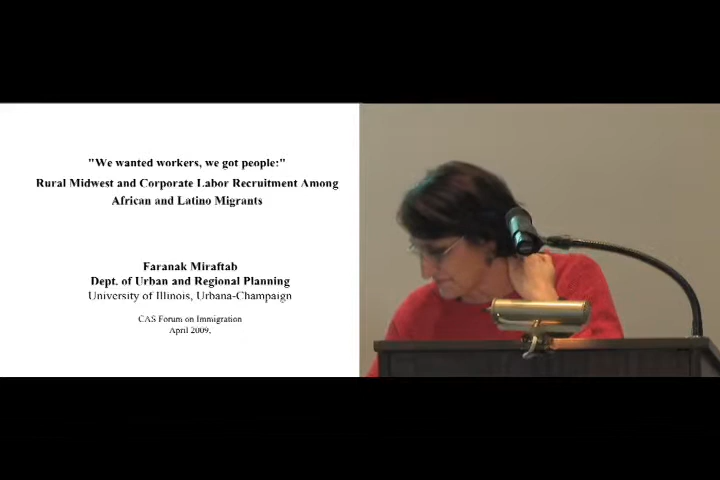 "We wanted workers, we got people:"
Rural Midwest and Corporate Labor Recruitment Among
African and Latino Migrants
Faranak Miraftab
Dept. of Urban and Regional Planning
University of Illinois, Urbana-Champaign
CAS Forum on Immigration
April 2009,